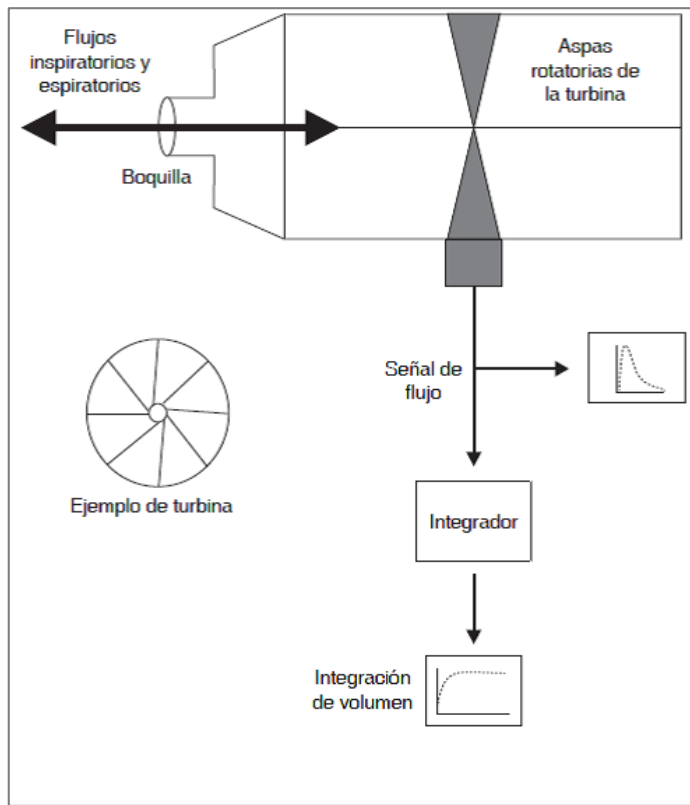 Flujos
inspiratorios y
espiratorios
Boquilla
Aspas
rotatorias de
la turbina
Señal de
flujo
Ejemplo de turbina
Integrador
Integración
de volumen